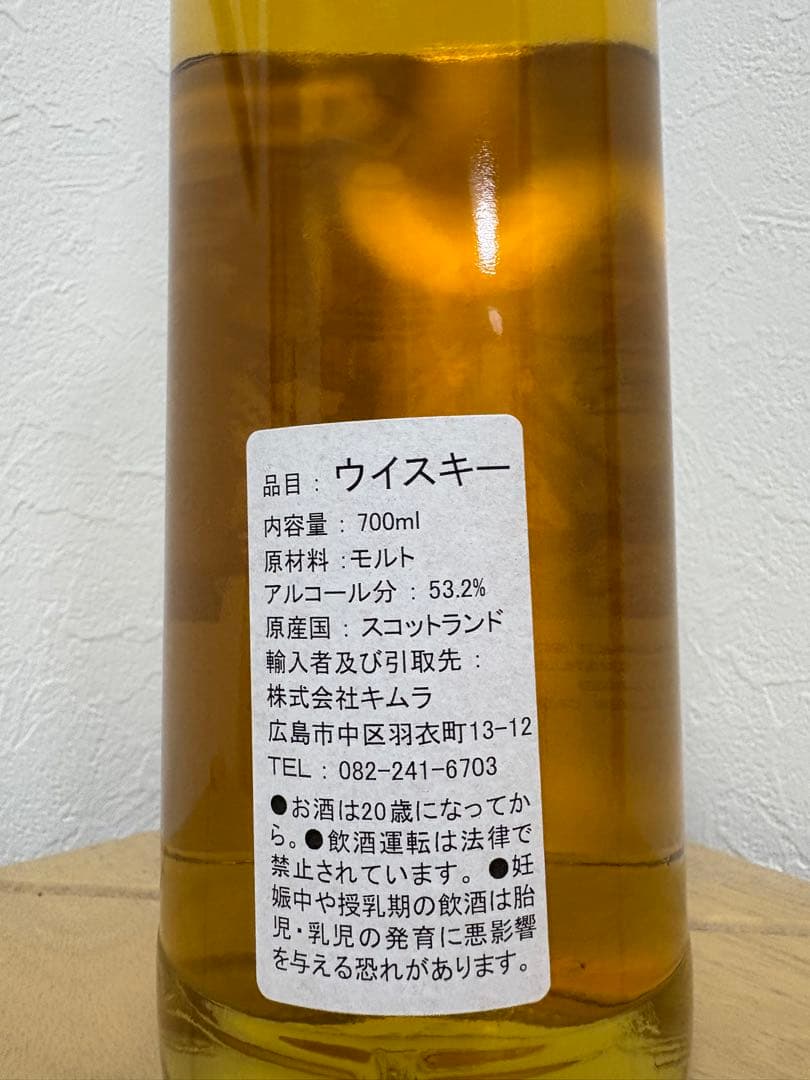 品目 : ウイスキー
内容量 : 700ml
原材料 :モルト
アルコール分 : 53.2%
原産国 : スコットランド
輸入者及び引取先 :
株式会社キムラ
広島市中区羽衣町13-12
TEL : 082-241-6703
●お酒は20歳になってか
ら。●飲酒運転は法律で
禁止されています。●妊
娠中や授乳期の飲酒は胎
児・乳児の発育に悪影響
を与える恐れがあります。